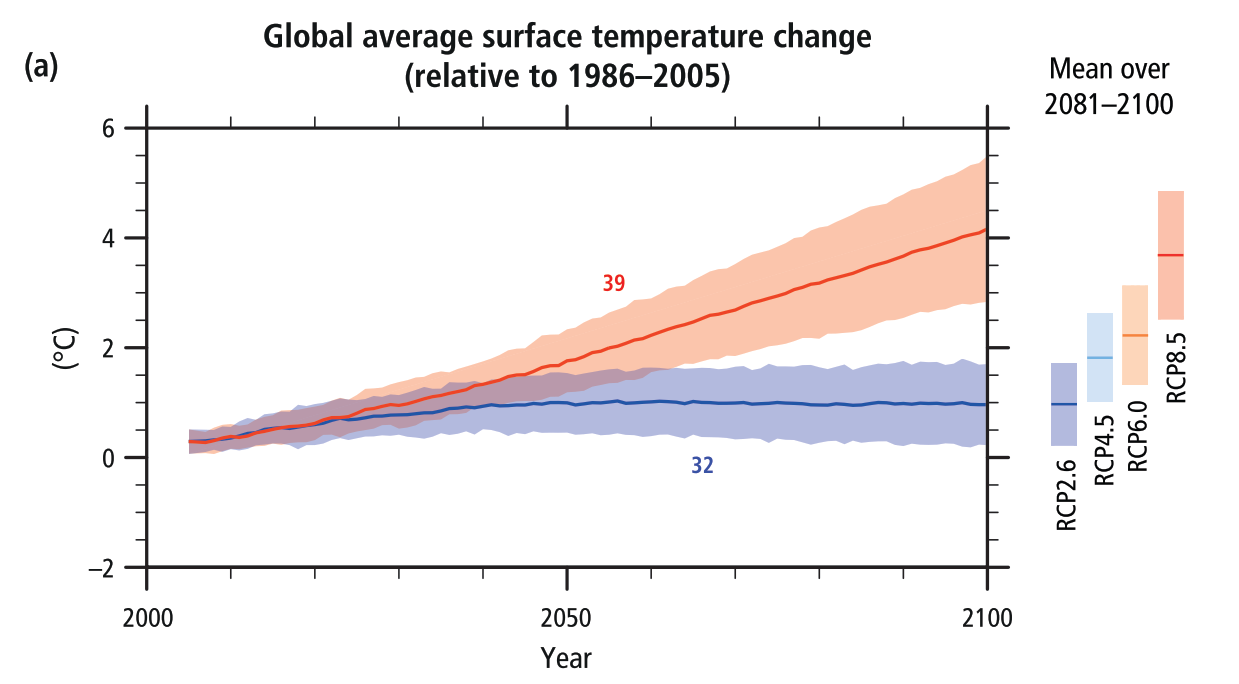 Global average surface temperature change
(relative to 1986–2005)
(a)
Mean over
2081–2100
6
4
2
0
–2
(°C)
39
32
2000
2050
2100
Year
RCP2.6
RCP4.5
RCP6.0
RCP8.5